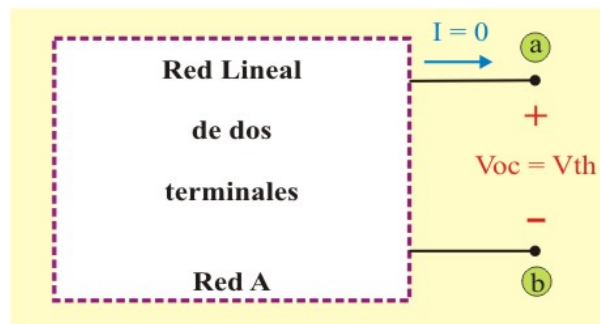 I = 0
a
Red Lineal
de dos
+
Voc = Vth
terminales
-
Red A
b